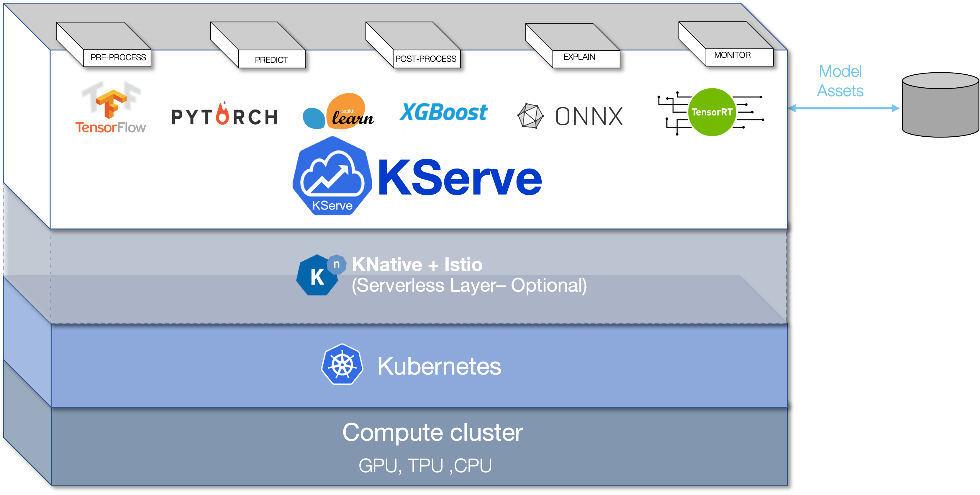 PRE-PROCESS
PREDICT
POST-PROCESS
EXPLAIN
MONITOR
TensorFlow
PYTORCH
learn
XGBoost
ONNX
TensorRT
Model
Assets
KServe
KServe
n
K
KNative + Istio
(Serverless Layer– Optional)
Kubernetes
Compute cluster
GPU, TPU ,CPU